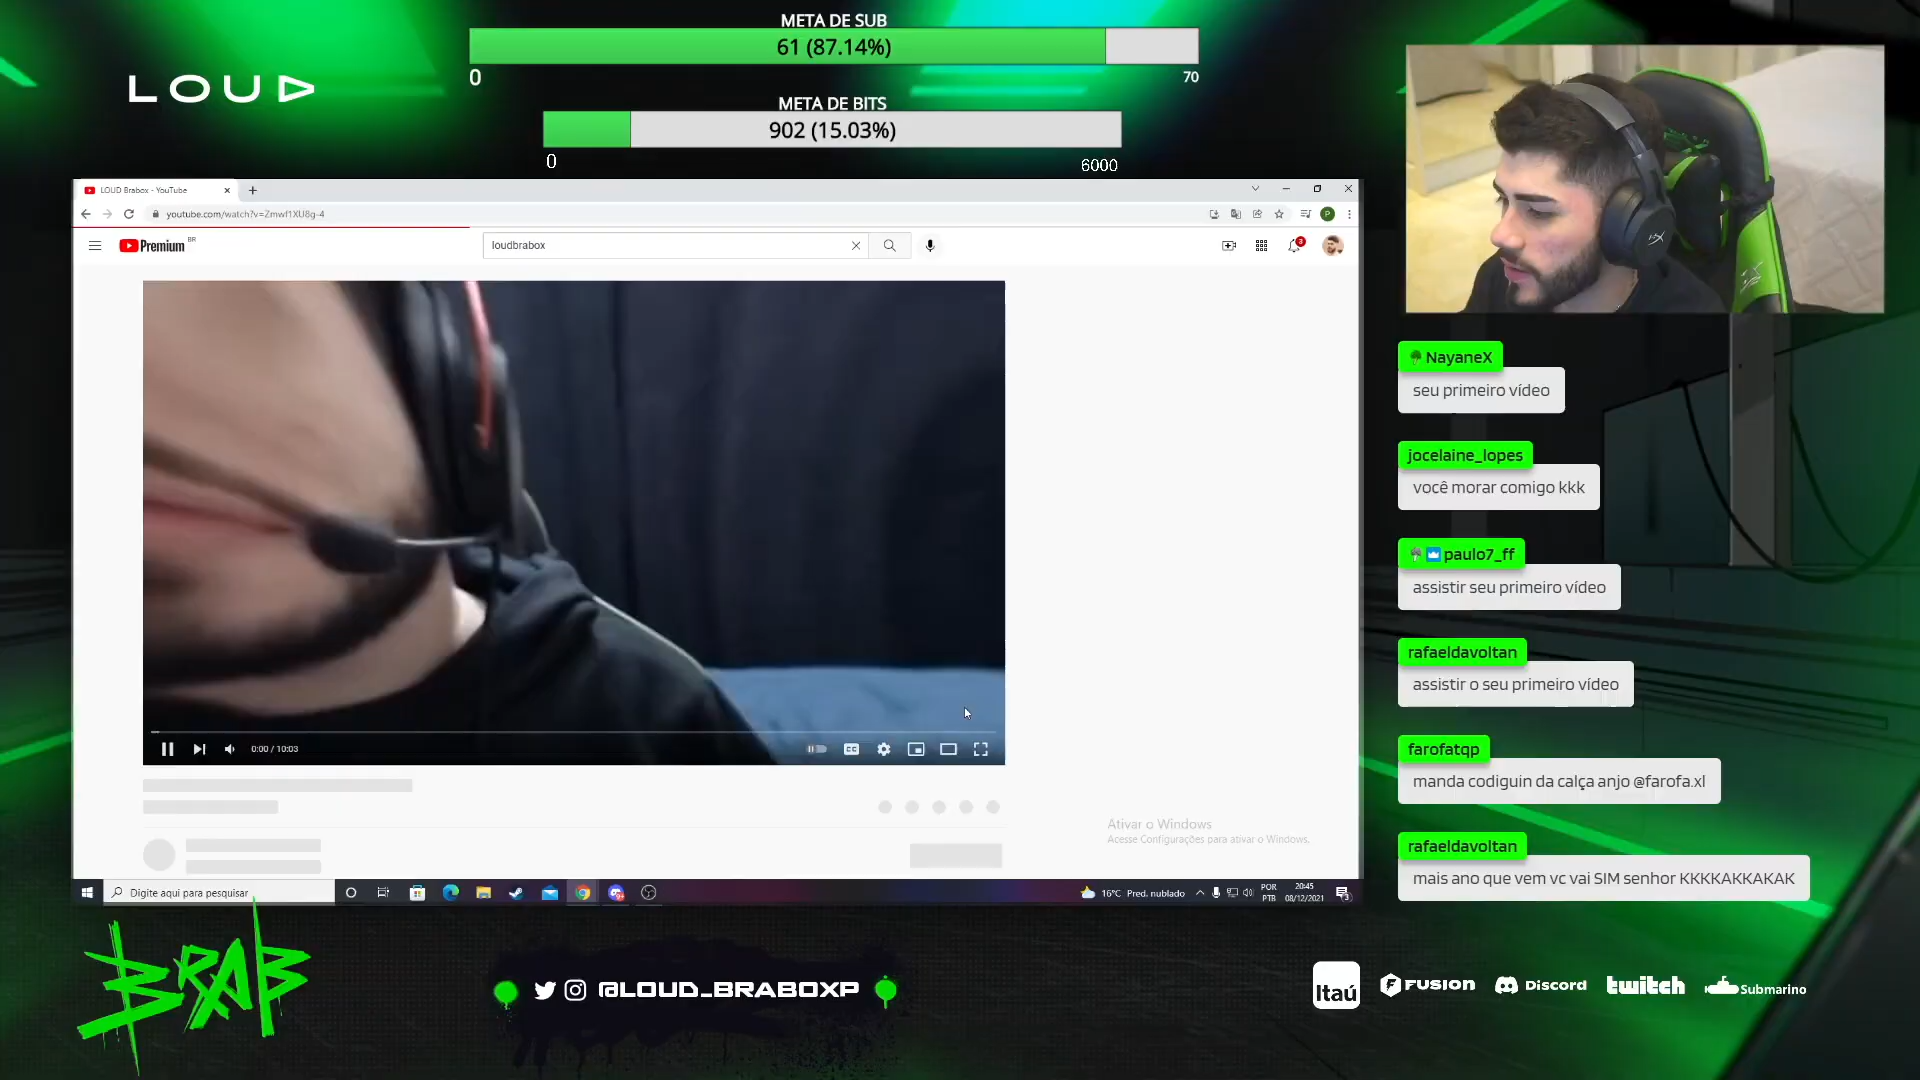 META DE SUB
61 (87.14%)
0
70
META DE BITS
902 (15.03%)
0
6000
LOUD
LOUD Brabox - YouTube
youtube.com/watch?v=Zmwf1XU8g-4
Premium BR
loudbrabox
3
P
0:00 / 10:03
Ativar o Windows
Acesse Configurações para ativar o Windows.
Digite aqui para pesquisar
16°C Pred. nublado
POR
PTB
20:45
08/12/2021
3
NayaneX
seu primeiro vídeo
jocelaine_lopes
você morar comigo kkk
paulo7_ff
assistir seu primeiro vídeo
rafaeldavoltan
assistir o seu primeiro vídeo
farofatqp
manda codiguin da calça anjo @farofa.xl
rafaeldavoltan
mais ano que vem vc vai SIM senhor KKKKAKKAKAK
BRAB
@LOUD_BRABOXP
Itaú
FUSION
Discord
twitch
Submarino